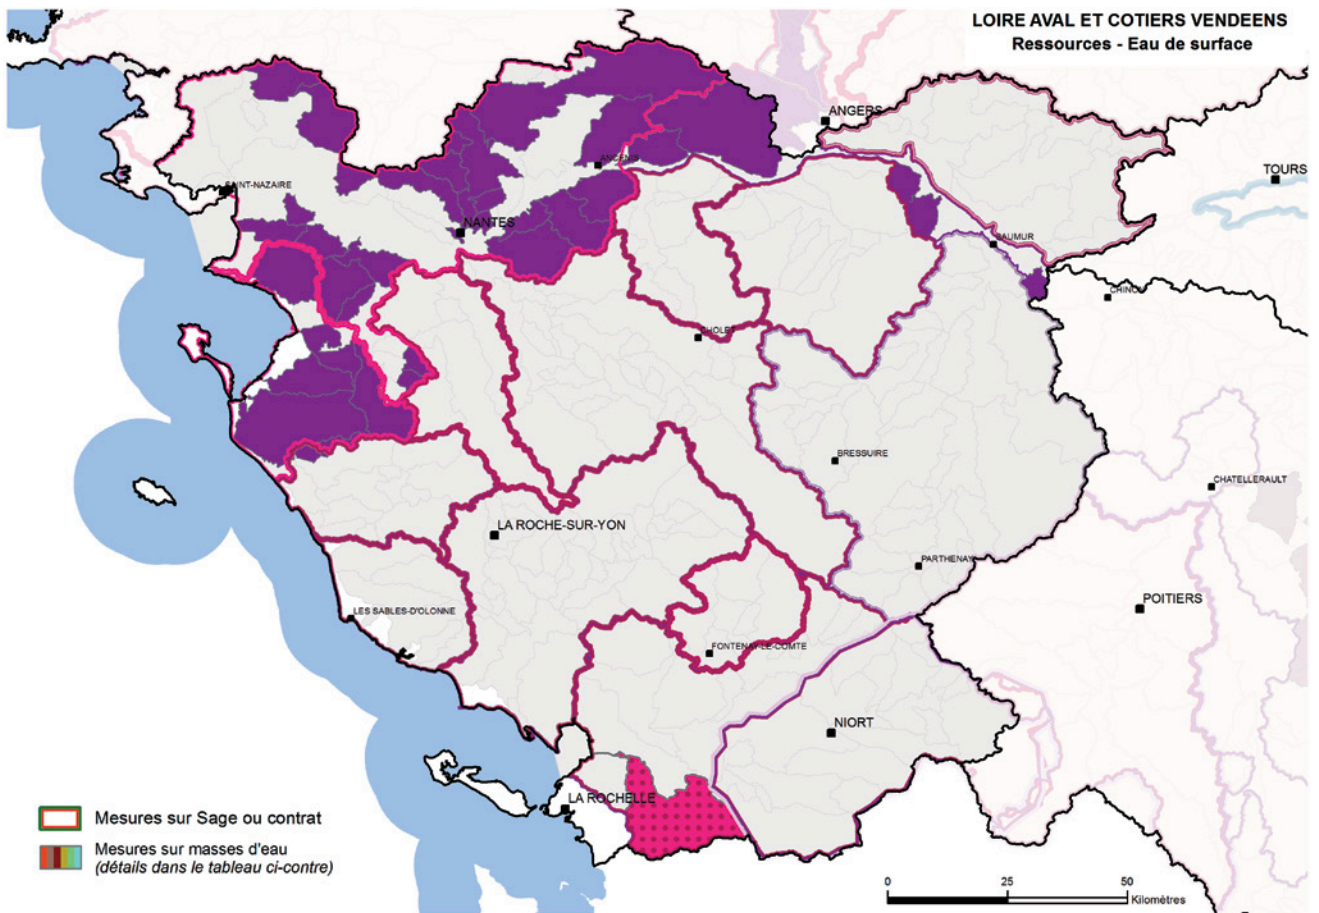 LOIRE AVAL ET COTIERS VENDEENS
Ressources - Eau de surface
ANGERS
ANCENIS
TOURS
SAINT-NAZAIRE
NANTES
SAUMUR
CHINON
CHOLET
BRESSUIRE
CHATELLERAULT
LA ROCHE-SUR-YON
PARTHENAY
POITIERS
LES SABLES-D'OLONNE
FONTENAY-LE-COMTE
NIORT
LA ROCHELLE
Mesures sur Sage ou contrat
Mesures sur masses d'eau
(détails dans le tableau ci-contre)
0 25 50
Kilomètres